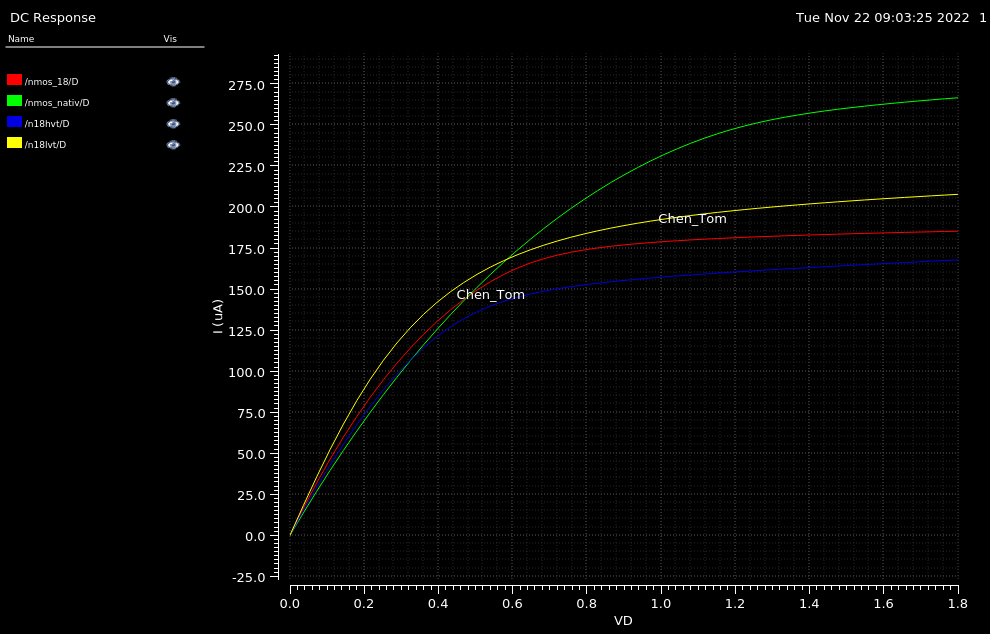 DC Response
Tue Nov 22 09:03:25 2022 1
Name Vis
/nmos_18/D
/nmos_nativ/D
/n18hvt/D
/n18lvt/D
275.0
250.0
225.0
200.0
175.0
150.0
125.0
100.0
75.0
50.0
25.0
0.0
-25.0
I (uA)
Chen_Tom
Chen_Tom
0.0 0.2 0.4 0.6 0.8 1.0 1.2 1.4 1.6 1.8
VD